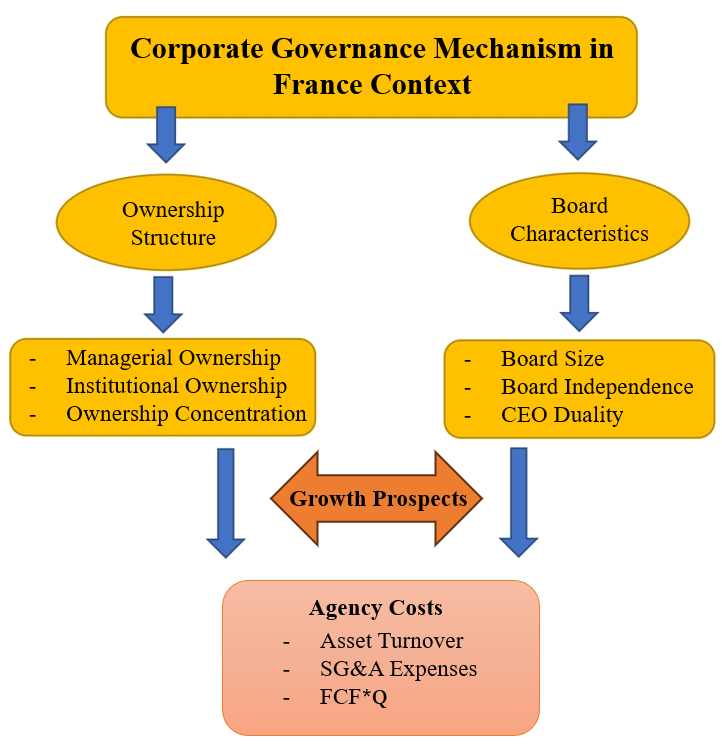 Corporate Governance Mechanism in
France Context
Ownership
Structure
Board
Characteristics
- Managerial Ownership
- Institutional Ownership
- Ownership Concentration
- Board Size
- Board Independence
- CEO Duality
Growth Prospects
Agency Costs
- Asset Turnover
- SG&A Expenses
- FCF*Q